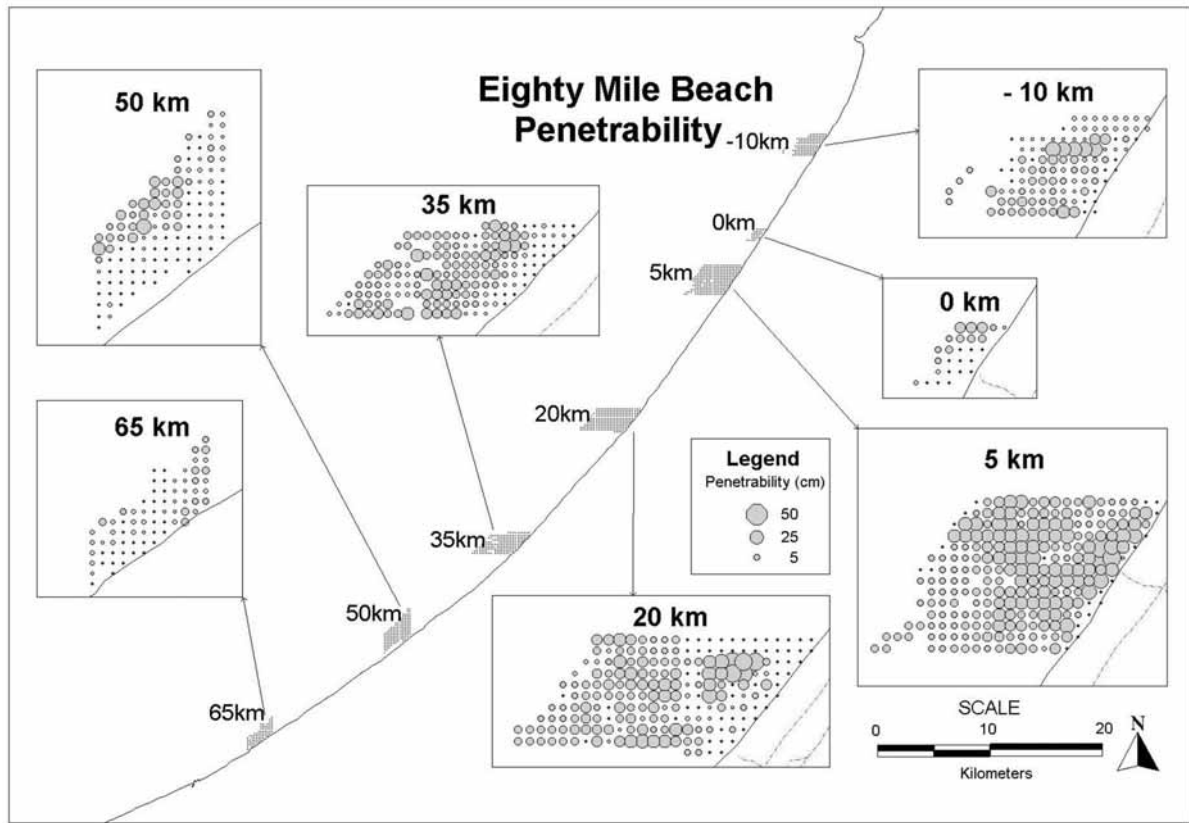 Eighty Mile Beach
Penetrability
50 km
35 km
- 10 km
-10km
0km
5km
0 km
65 km
20km
Legend
Penetrability (cm)
50
25
5
5 km
35km
50km
20 km
65km
SCALE
0 10 20
Kilometers
N